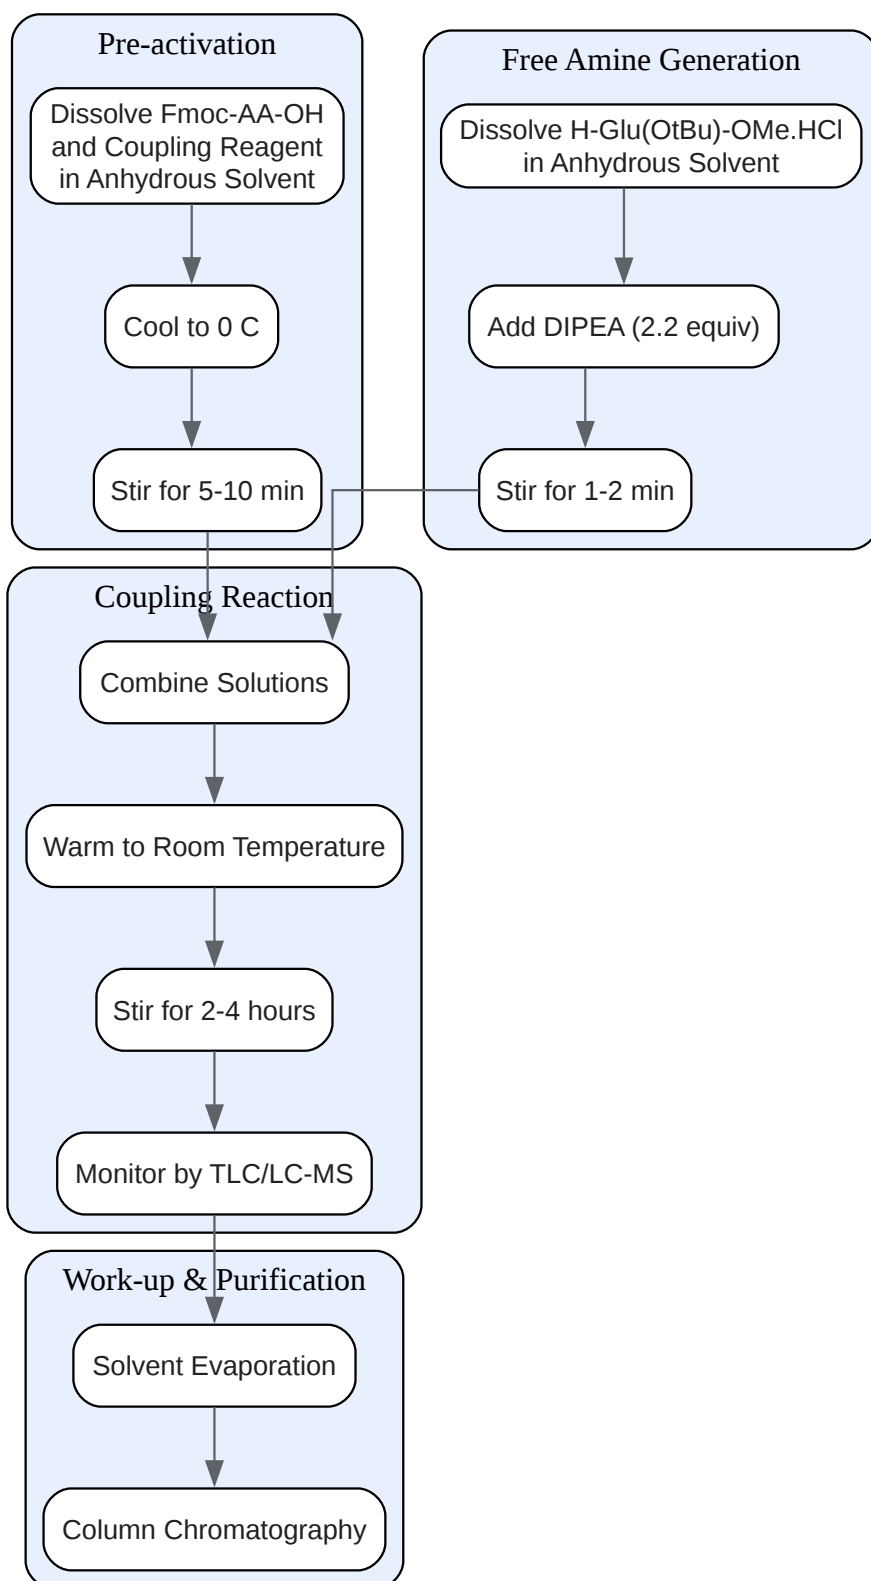 Pre-activation
Dissolve Fmoc-AA-OH
and Coupling Reagent
in Anhydrous Solvent
Cool to 0 C
Stir for 5-10 min
Free Amine Generation
Dissolve H-Glu(OtBu)-OMe.HCl
in Anhydrous Solvent
Add DIPEA (2.2 equiv)
Stir for 1-2 min
Coupling Reaction
Combine Solutions
Warm to Room Temperature
Stir for 2-4 hours
Monitor by TLC/LC-MS
Work-up & Purification
Solvent Evaporation
Column Chromatography